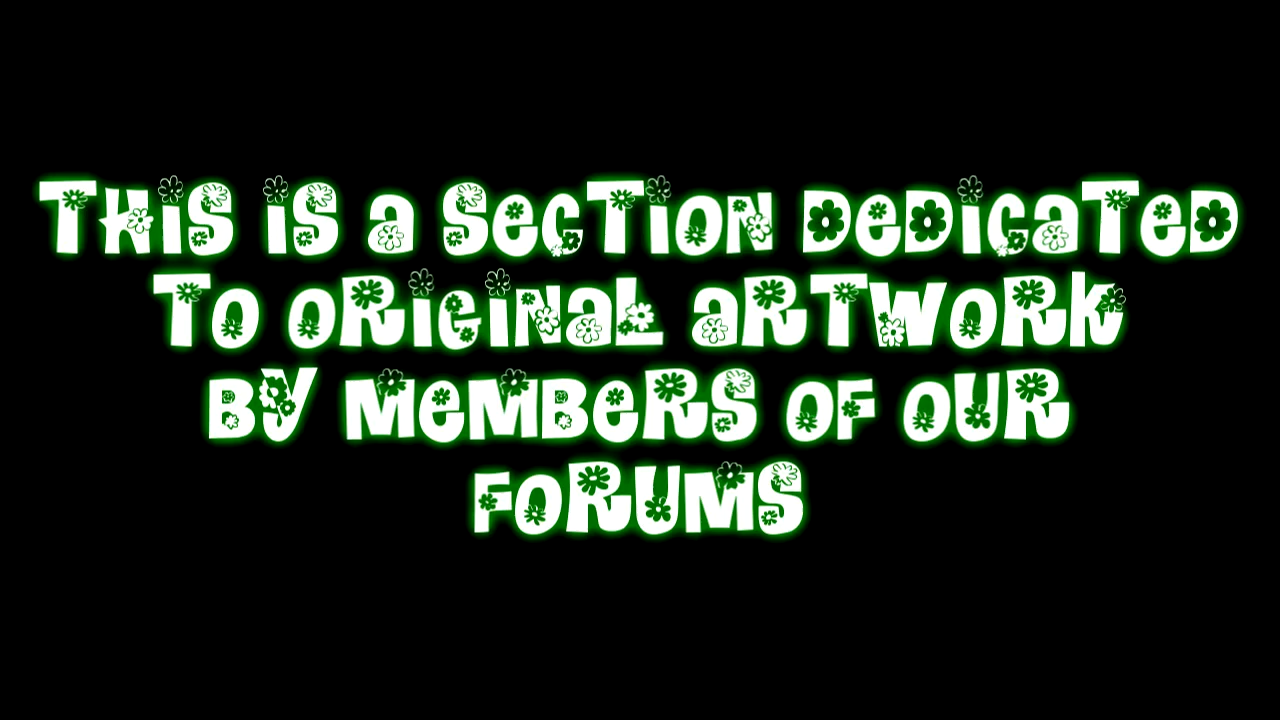 THiS iS a SecTioN DeDicaTeD
To oRiGiNaL aRTWoRK
BY MeMBeRS oF ouR
FoRuMS